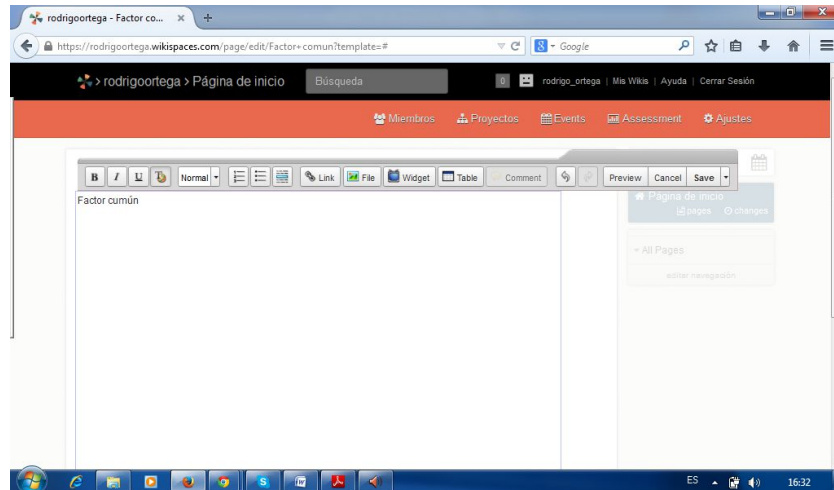 rodrigoortega - Factor co...
https://rodrigoortega.wikispaces.com/page/edit/Factor+comun?template=#
Google
rodrigoortega > Página de inicio
Búsqueda
0
rodrigo_ortega | Mis Wikis | Ayuda | Cerrar Sesión
Miembros Proyectos Events Assessment Ajustes
B I U Normal Link File Widget Table Comment Preview Cancel Save
Factor cumún
Página de inicio
pages changes
All Pages
editar navegación
ES 16:32